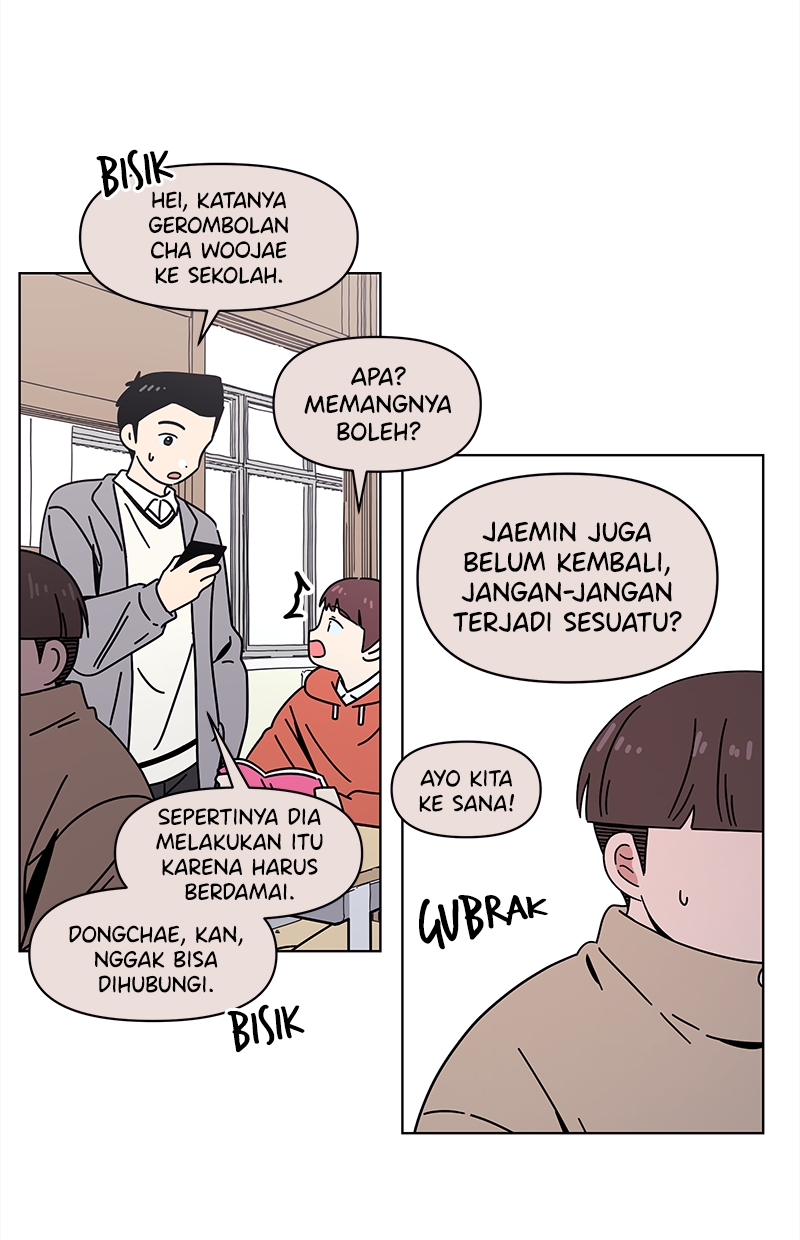 BISIK
HEI, KATANYA
GEROMBOLAN
CHA WOOJAE
KE SEKOLAH.
APA?
MEMANGNYA
BOLEH?
SEPERTINYA DIA
MELAKUKAN ITU
KARENA HARUS
BERDAMAI.
DONGCHAE, KAN,
NGGAK BISA
DIHUBUNGI.
BISIK
JAEMIN JUGA
BELUM KEMBALI,
JANGAN-JANGAN
TERJADI SESUATU?
AYO KITA
KE SANA!
GUBRAK